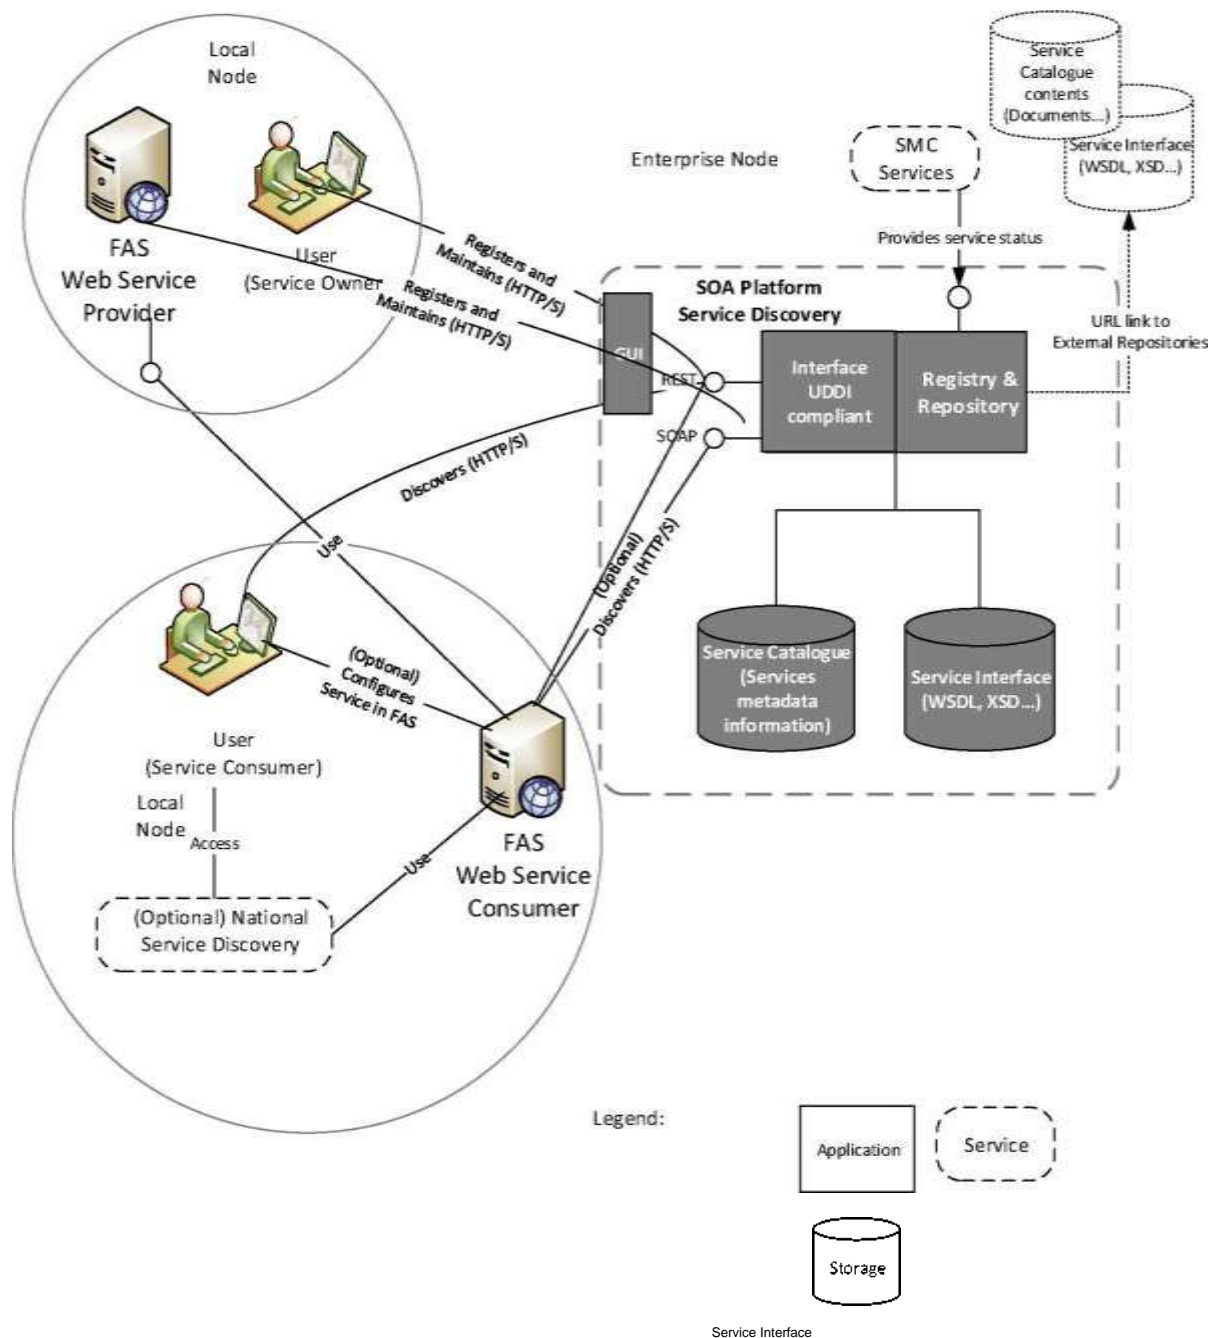 Local
Node
FAS
Web Service
Provider
User
(Service Owner
Registers and
Maintains (HTTP/S)
Registers and
Maintains (HTTP/S)
Enterprise Node
SMC
Services
Provides service status
Service
Catalogue
contents
(Documents...)
Service Interface
(WSDL, XSD...)
URL link to
External Repositories
SOA Platform
Service Discovery
GUI
REST
SOAP
Interface
UDDI
compliant
Registry &
Repository
Service Catalogue
(Services
metadata
information)
Service Interface
(WSDL, XSD...)
Discovers (HTTP/S)
Use
(Optional)
Discovers (HTTP/S)
(Optional)
Configures
Service in FAS
User
(Service Consumer)
Local
Node
Access
(Optional) National
Service Discovery
Use
FAS
Web Service
Consumer
Legend:
Application
Service
Storage
Service Interface